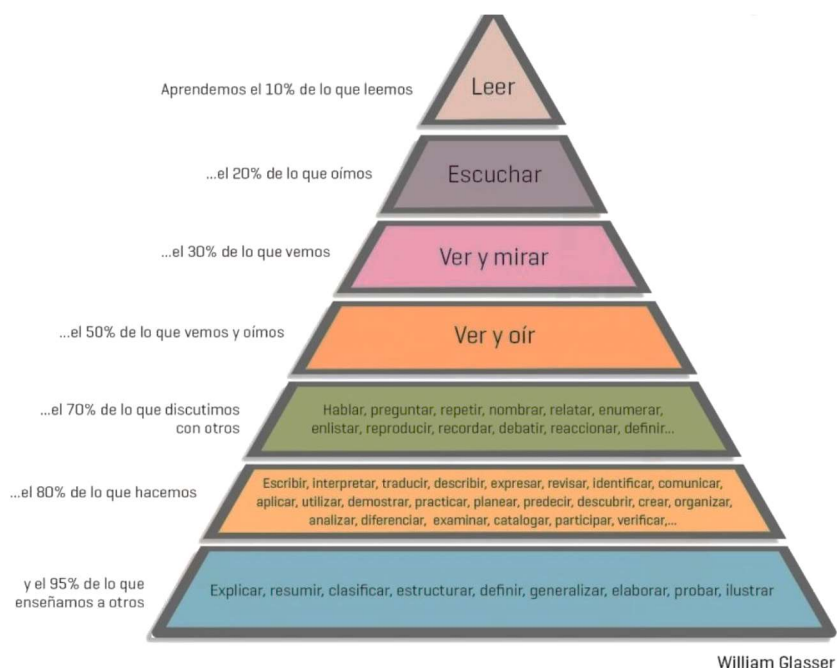 Aprendemos el 10% de lo que leemos
Leer
...el 20% de lo que oímos
Escuchar
...el 30% de lo que vemos
Ver y mirar
...el 50% de lo que vemos y oímos
Ver y oír
...el 70% de lo que discutimos
con otros
Hablar, preguntar, repetir, nombrar, relatar, enumerar,
enlistar, reproducir, recordar, debatir, reaccionar, definir...
...el 80% de lo que hacemos
Escribir, interpretar, traducir, describir, expresar, revisar, identificar, comunicar,
aplicar, utilizar, demostrar, practicar, planear, predecir, descubrir, crear, organizar,
analizar, diferenciar, examinar, catalogar, participar, verificar,...
y el 95% de lo que
enseñamos a otros
Explicar, resumir, clasificar, estructurar, definir, generalizar, elaborar, probar, ilustrar
William Glasser